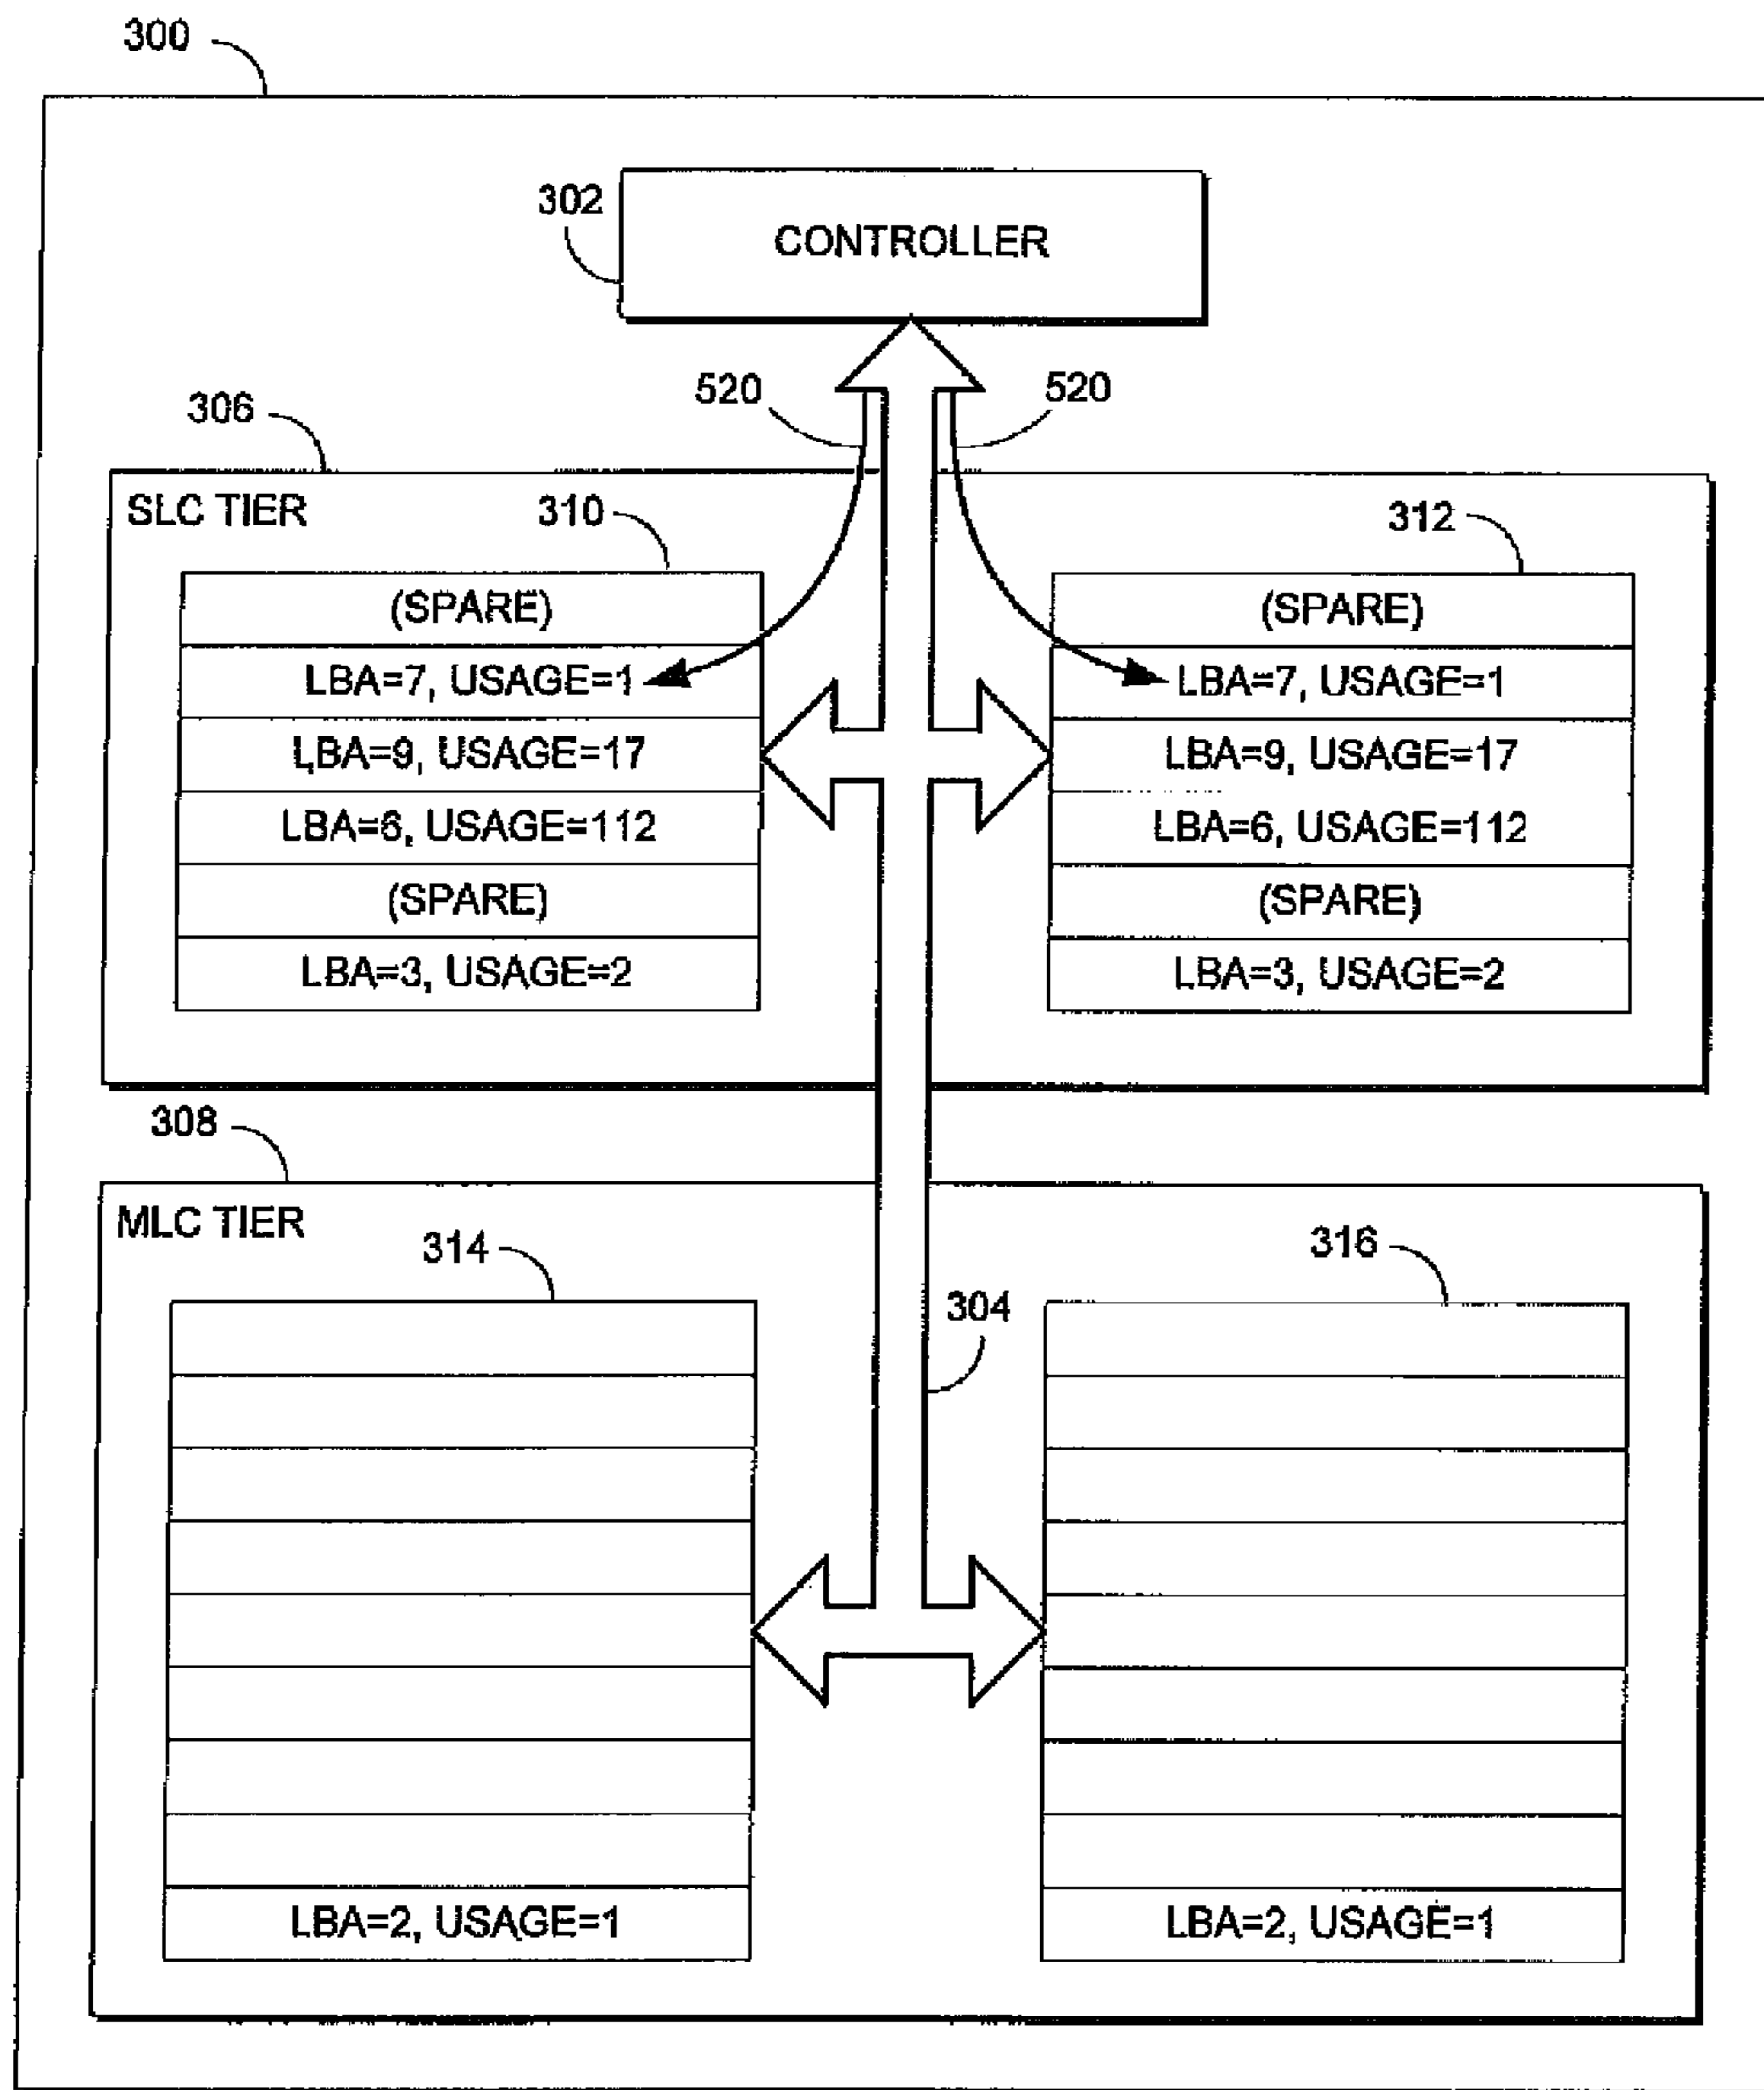 300
302
CONTROLLER
520
520
306
SLC TIER
310
312
(SPARE)
LBA=7, USAGE=1
LBA=9, USAGE=17
LBA=6, USAGE=112
(SPARE)
LBA=3, USAGE=2
(SPARE)
LBA=7, USAGE=1
LBA=9, USAGE=17
LBA=6, USAGE=112
(SPARE)
LBA=3, USAGE=2
308
MLC TIER
314
316
304
LBA=2, USAGE=1
LBA=2, USAGE=1